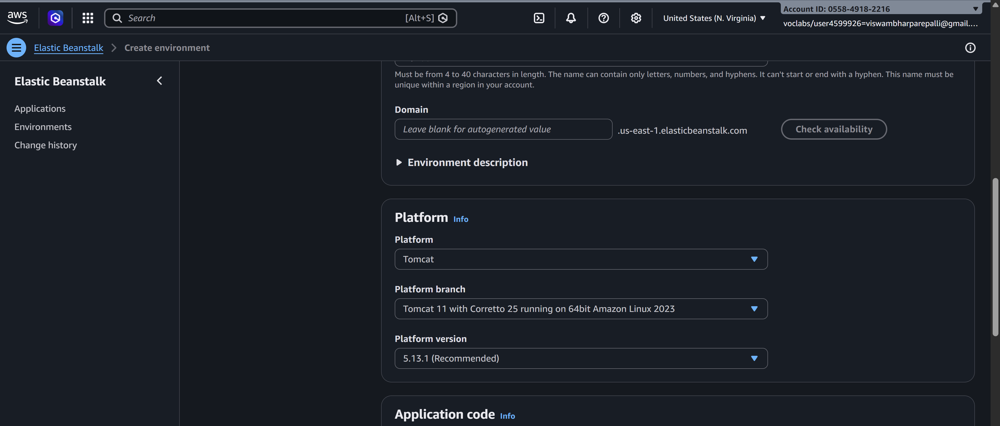 aws
Search
[Alt+S]
United States (N. Virginia)
Account ID: 0558-4918-2216
voclabs/user4599926=viswambharparepalli@gmail....
Elastic Beanstalk
Create environment
Elastic Beanstalk
Applications
Environments
Change history
Must be from 4 to 40 characters in length. The name can contain only letters, numbers, and hyphens. It can't start or end with a hyphen. This name must be
unique within a region in your account.
Domain
Leave blank for autogenerated value
.us-east-1.elasticbeanstalk.com
Check availability
Environment description
Platform Info
Platform
Tomcat
Platform branch
Tomcat 11 with Corretto 25 running on 64bit Amazon Linux 2023
Platform version
5.13.1 (Recommended)
Application code Info